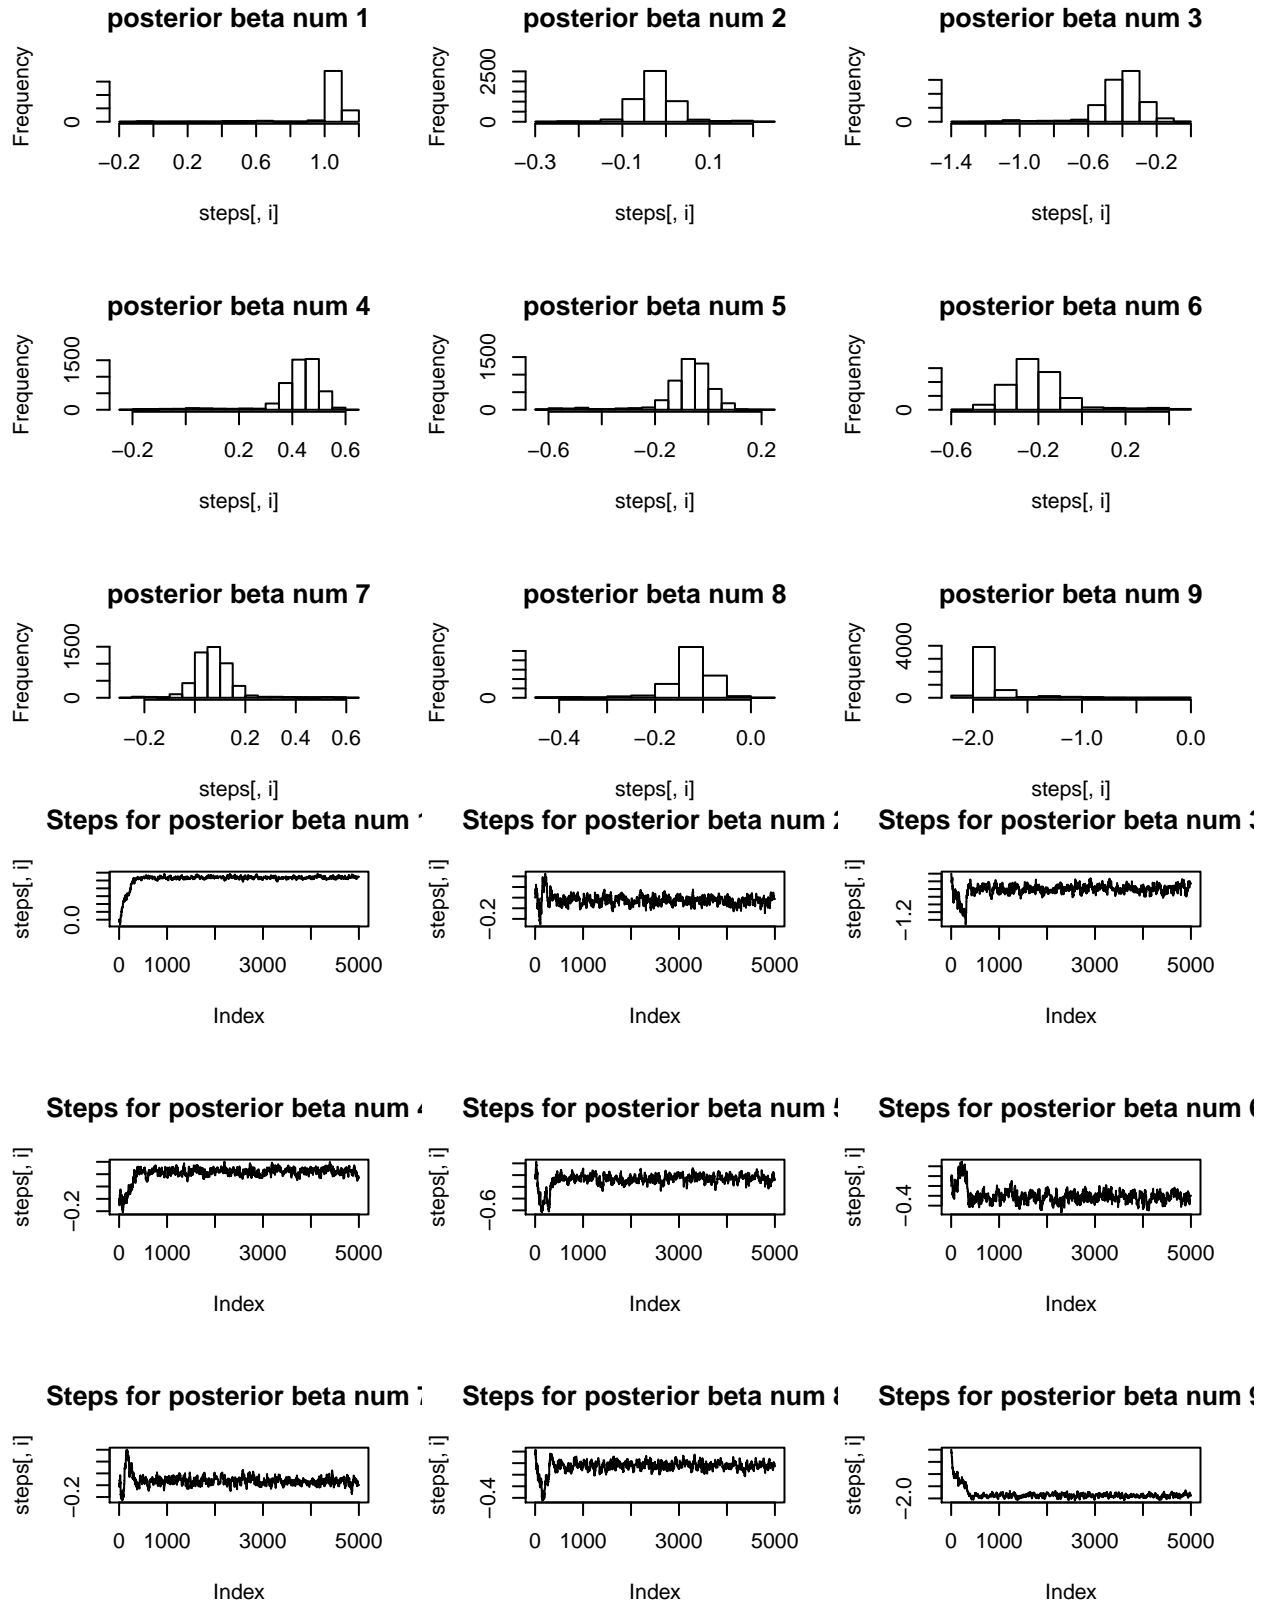 posterior beta num 1
posterior beta num 2
posterior beta num 3
Frequency
0
−0.2 0.2 0.6 1.0
steps[, i]
Frequency
0 2500
−0.3 −0.1 0.1
steps[, i]
Frequency
0
−1.4 −1.0 −0.6 −0.2
steps[, i]
posterior beta num 4
posterior beta num 5
posterior beta num 6
Frequency
0 1500
−0.2 0.2 0.4 0.6
steps[, i]
Frequency
0 1500
−0.6 −0.2 0.2
steps[, i]
Frequency
0
−0.6 −0.2 0.2
steps[, i]
posterior beta num 7
posterior beta num 8
posterior beta num 9
Frequency
0 1500
−0.2 0.2 0.4 0.6
steps[, i]
Frequency
0
−0.4 −0.2 0.0
steps[, i]
Frequency
0 4000
−2.0 −1.0 0.0
steps[, i]
Steps for posterior beta num
Steps for posterior beta num
Steps for posterior beta num
steps[, i]
0.0
0 1000 3000 5000
Index
steps[, i]
−0.2
0 1000 3000 5000
Index
steps[, i]
−1.2
0 1000 3000 5000
Index
Steps for posterior beta num
Steps for posterior beta num
Steps for posterior beta num
steps[, i]
−0.2
0 1000 3000 5000
Index
steps[, i]
−0.6
0 1000 3000 5000
Index
steps[, i]
−0.4
0 1000 3000 5000
Index
Steps for posterior beta num
Steps for posterior beta num
Steps for posterior beta num
steps[, i]
−0.2
0 1000 3000 5000
Index
steps[, i]
−0.4
0 1000 3000 5000
Index
steps[, i]
−2.0
0 1000 3000 5000
Index